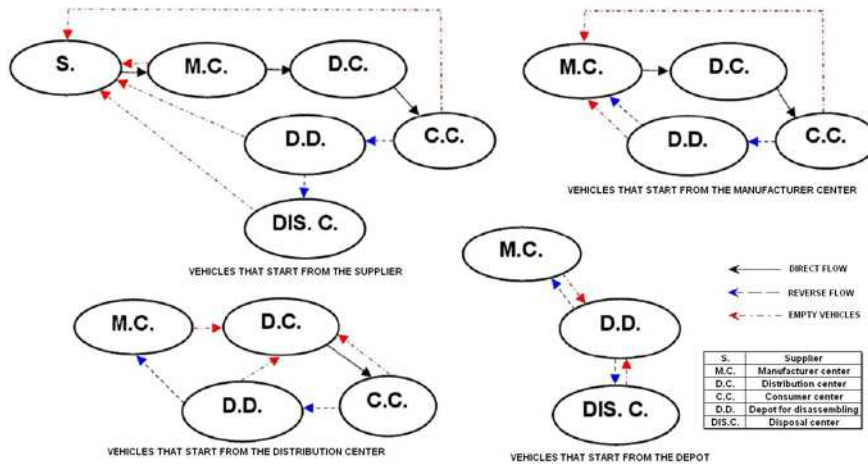 S.
M.C.
D.C.
D.D.
C.C.
DIS. C.
VEHICLES THAT START FROM THE SUPPLIER
M.C.
D.C.
D.D.
C.C.
VEHICLES THAT START FROM THE MANUFACTURER CENTER
M.C.
D.C.
D.D.
C.C.
VEHICLES THAT START FROM THE DISTRIBUTION CENTER
M.C.
D.D.
DIS. C.
VEHICLES THAT START FROM THE DEPOT
DIRECT FLOW
REVERSE FLOW
EMPTY VEHICLES
S. Supplier
M.C. Manufacturer center
D.C. Distribution center
C.C. Consumer center
D.D. Depot for disassembling
DIS.C. Disposal center